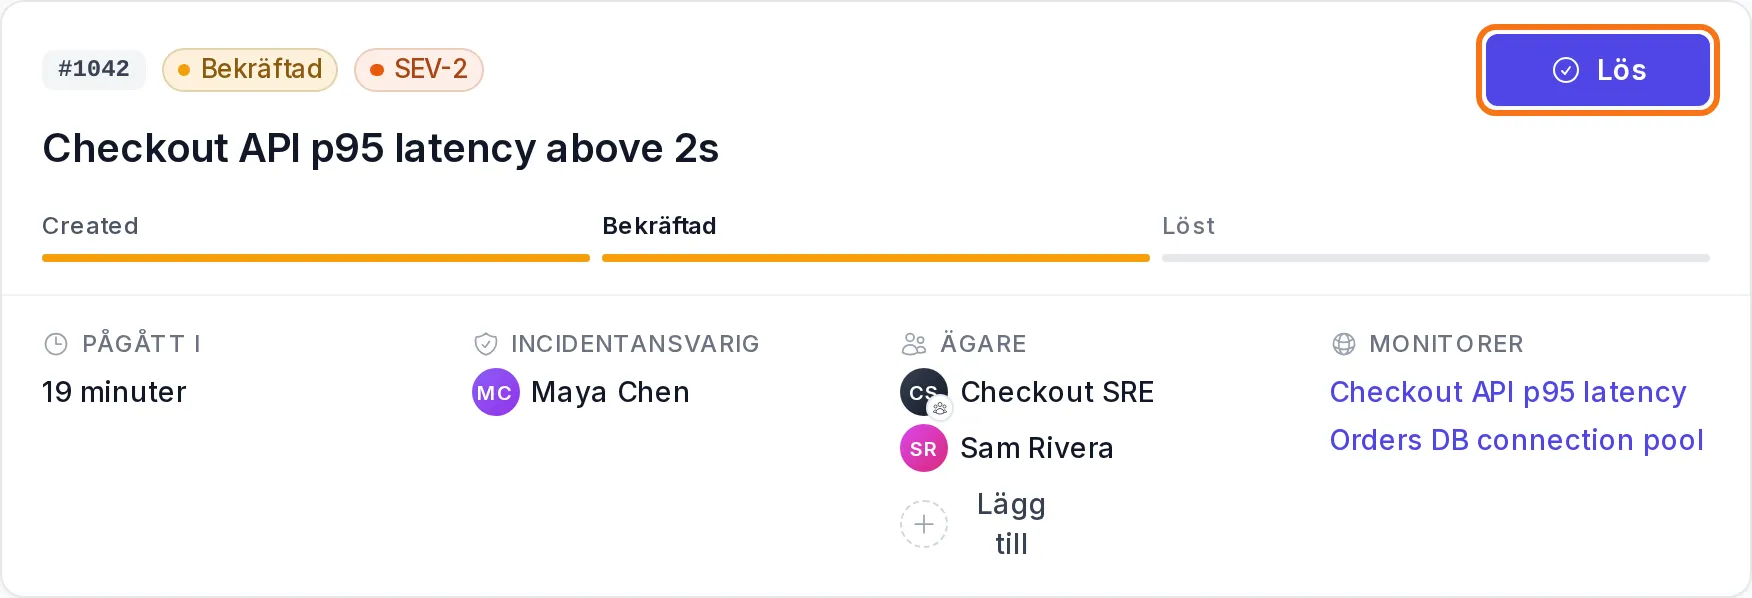 #1042
Bekräftad
SEV-2
Lös
Checkout API p95 latency above 2s
Created
Bekräftad
Löst
PÅGÅTT I
19 minuter
INCIDENTANSVARIG
MC Maya Chen
ÄGARE
CS Checkout SRE
SR Sam Rivera
Lägg
till
MONITORER
Checkout API p95 latency
Orders DB connection pool